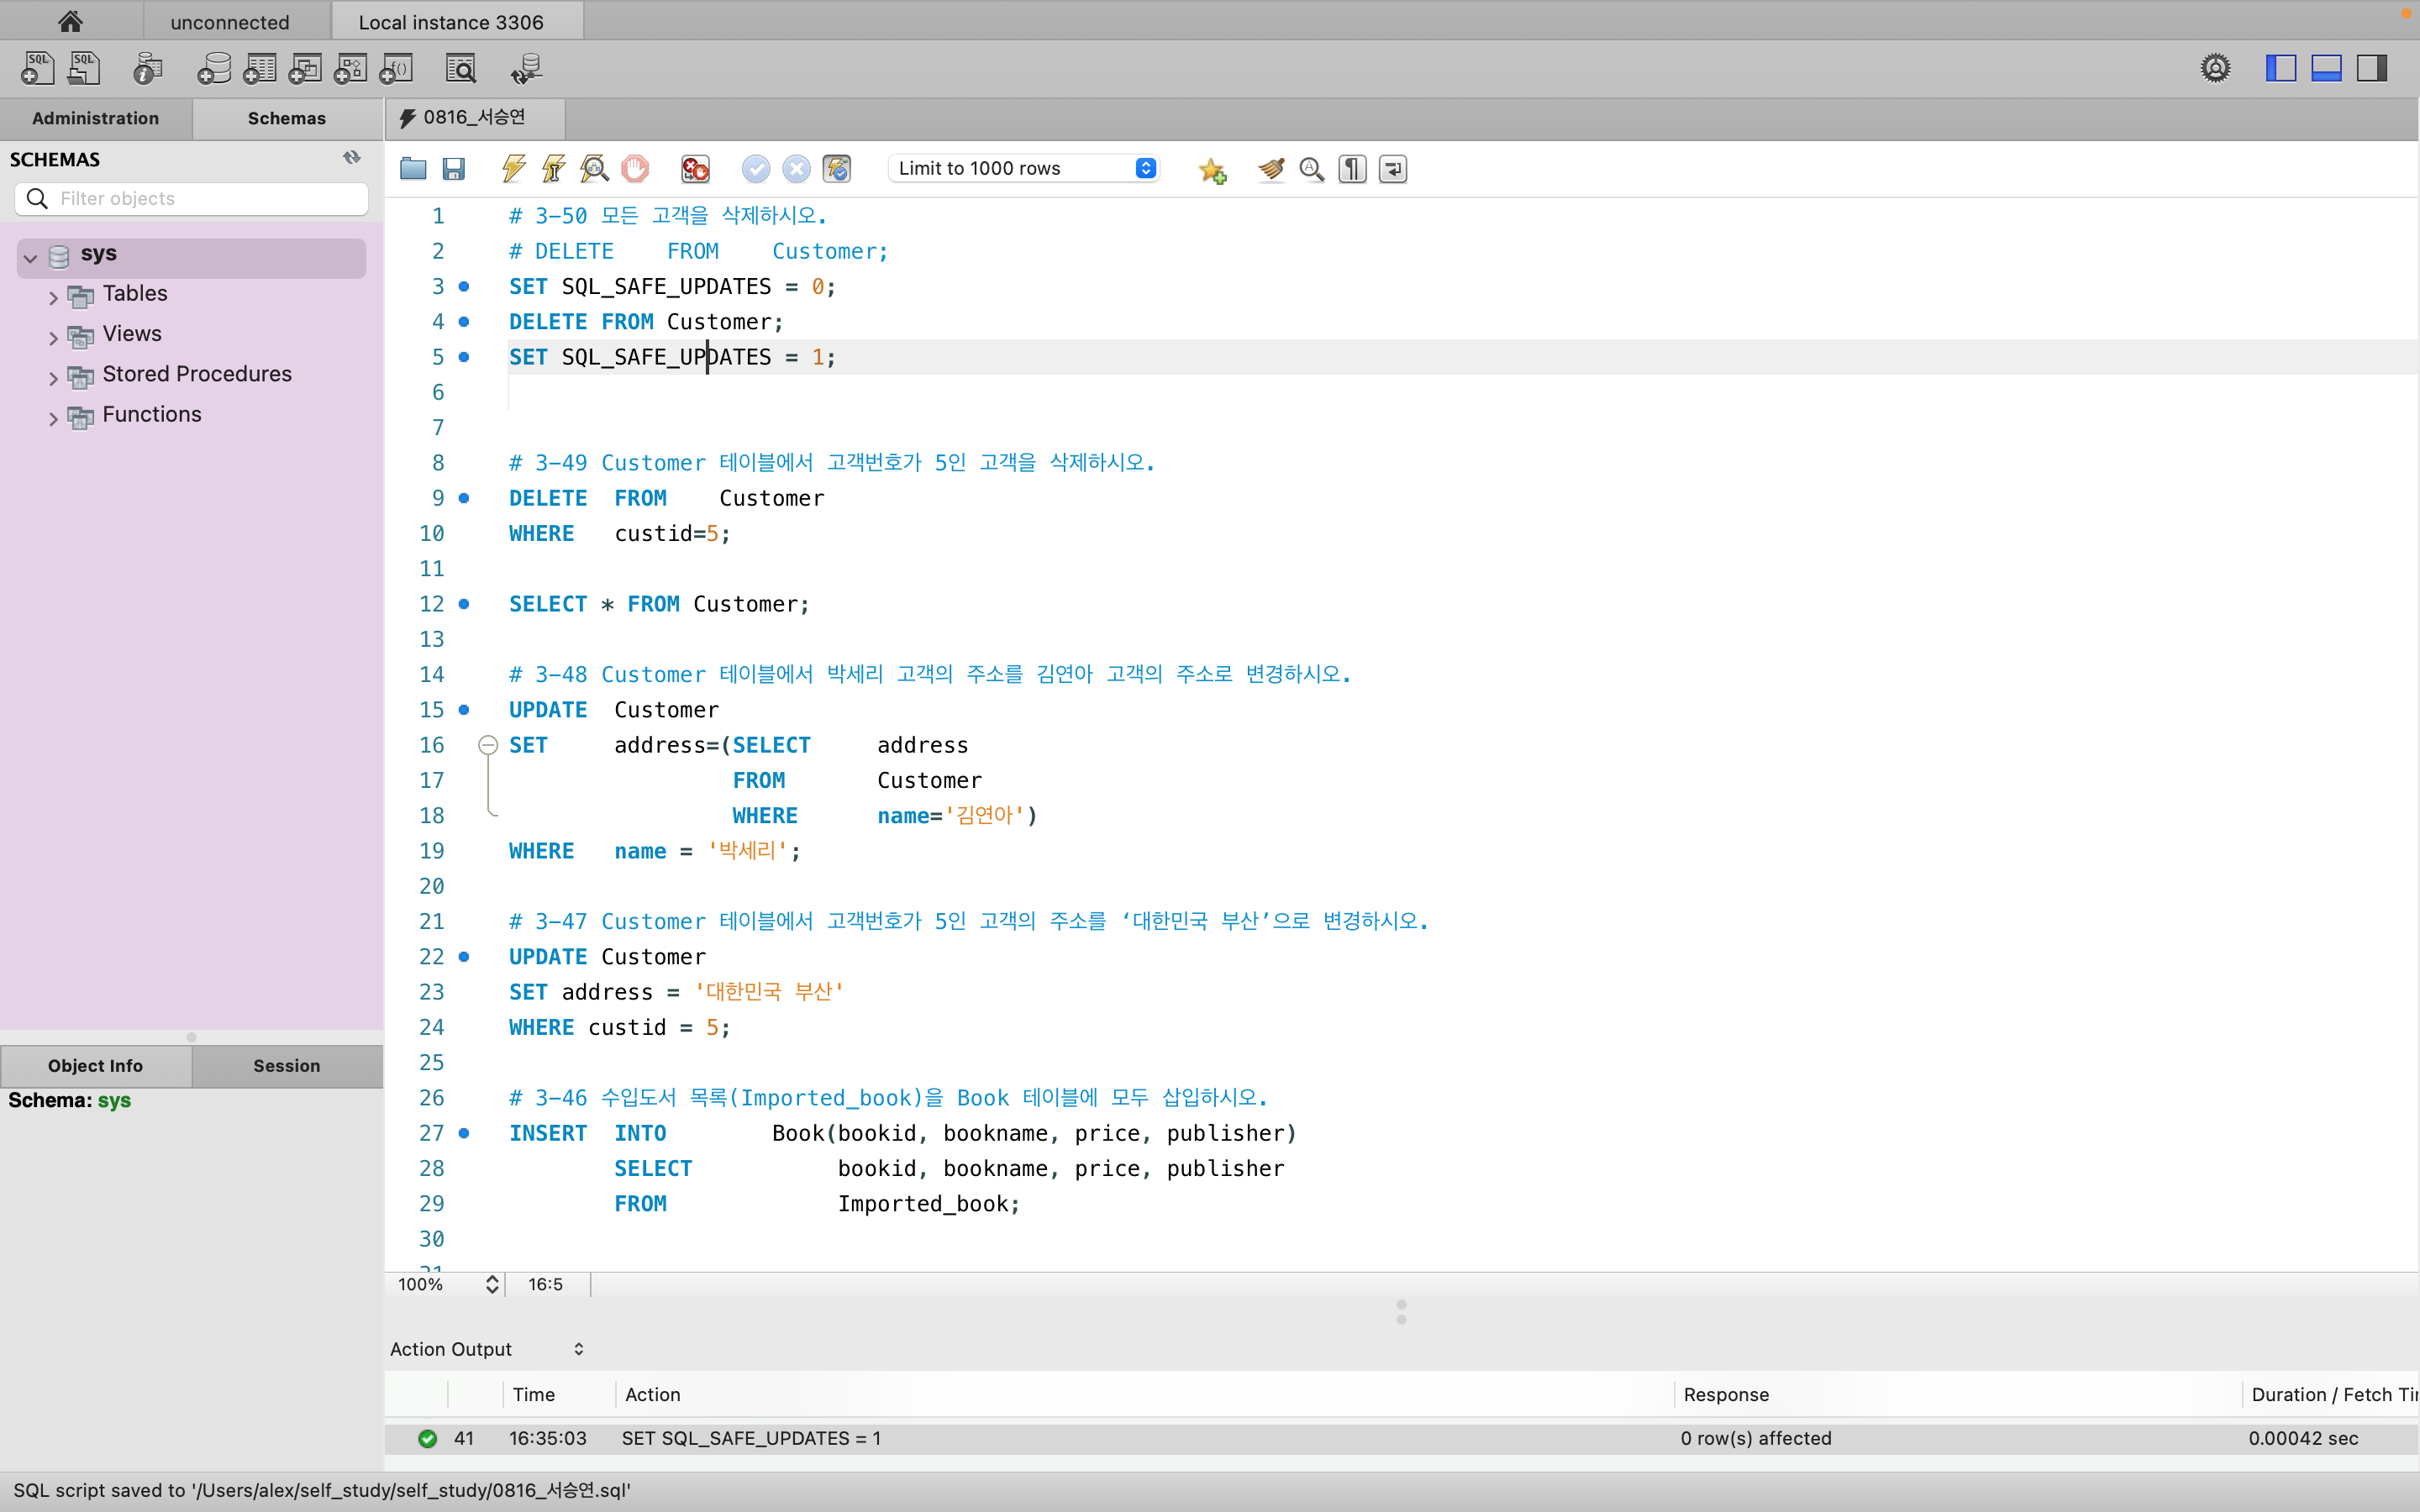 unconnected
Local instance 3306
Administration
Schemas
0816_서승연
SCHEMAS
Filter objects
Limit to 1000 rows
sys
Tables
Views
Stored Procedures
Functions
1 # 3-50 모든 고객을 삭제하시오.
2 # DELETE FROM Customer;
3 SET SQL_SAFE_UPDATES = 0;
4 DELETE FROM Customer;
5 SET SQL_SAFE_UPDATES = 1;
6
7
8 # 3-49 Customer 테이블에서 고객번호가 5인 고객을 삭제하시오.
9 DELETE FROM Customer
10 WHERE custid=5;
11
12 SELECT * FROM Customer;
13
14 # 3-48 Customer 테이블에서 박세리 고객의 주소를 김연아 고객의 주소로 변경하시오.
15 UPDATE Customer
16 SET address=(SELECT address
17 FROM Customer
18 WHERE name='김연아')
19 WHERE name = '박세리';
20
21 # 3-47 Customer 테이블에서 고객번호가 5인 고객의 주소를 ‘대한민국 부산’으로 변경하시오.
22 UPDATE Customer
23 SET address = '대한민국 부산'
24 WHERE custid = 5;
25
26 # 3-46 수입도서 목록(Imported_book)을 Book 테이블에 모두 삽입하시오.
27 INSERT INTO Book(bookid, bookname, price, publisher)
28 SELECT bookid, bookname, price, publisher
29 FROM Imported_book;
30
Object Info
Session
Schema: sys
100%
16:5
Action Output
Time Action Response Duration / Fetch Ti
41 16:35:03 SET SQL_SAFE_UPDATES = 1 0 row(s) affected 0.00042 sec
SQL script saved to '/Users/alex/self_study/self_study/0816_서승연.sql'